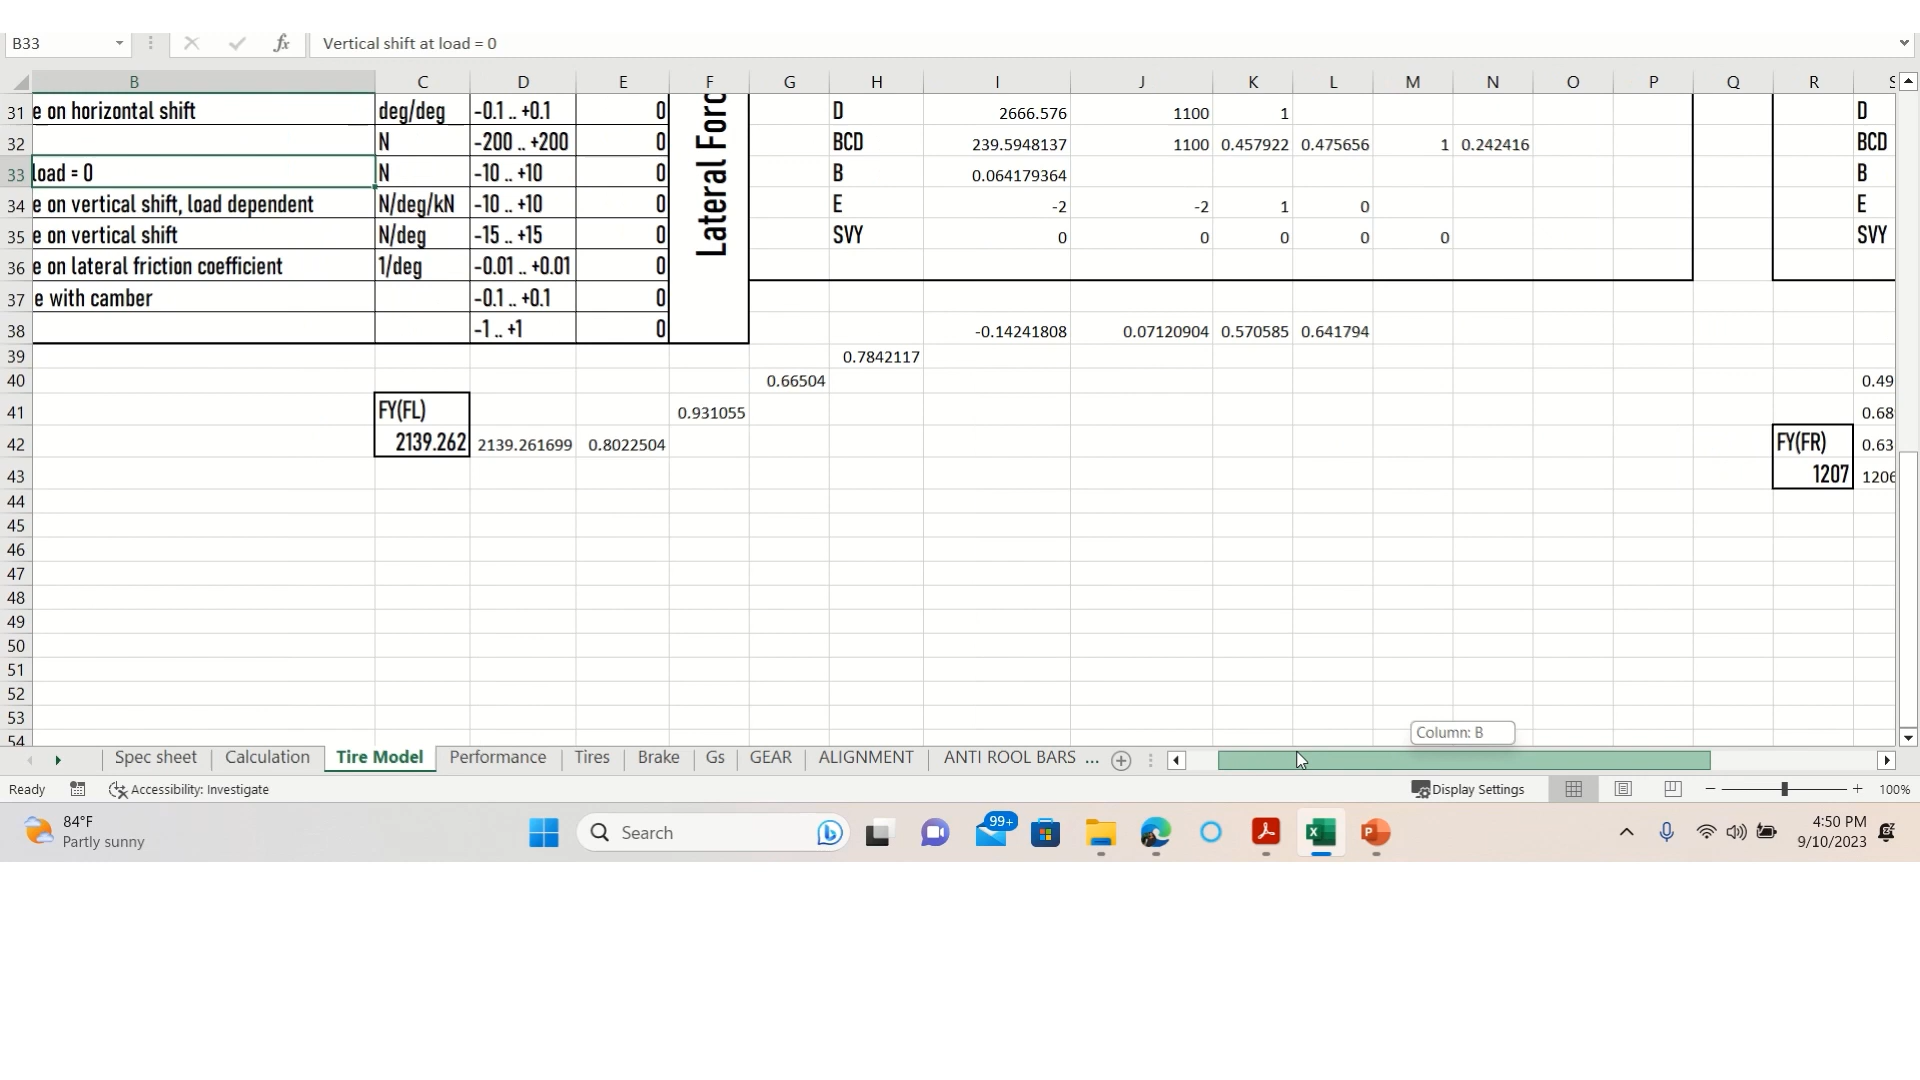 B33 fx Vertical shift at load = 0
B C D E F G H I J K L M N O P Q R
31 e on horizontal shift deg/deg -0.1 .. +0.1 0 D 2666.576 1100 1 D
32 N -200 .. +200 0 BCD 239.5948137 1100 0.457922 0.475656 1 0.242416 BCD
33 load = 0 N -10 .. +10 0 B 0.064179364 B
34 e on vertical shift, load dependent N/deg/kN -10 .. +10 0 E -2 -2 1 0 E
35 e on vertical shift N/deg -15 .. +15 0 SVY 0 0 0 0 0 SVY
36 e on lateral friction coefficient 1/deg -0.01 .. +0.01 0
37 e with camber -0.1 .. +0.1 0
38 -1 .. +1 0 -0.14241808 0.07120904 0.570585 0.641794
Lateral Forc
39 0.7842117
40 0.66504 0.49
41 FY(FL) 0.931055 0.68
42 2139.262 2139.261699 0.8022504 FY(FR) 0.63
43 1207 1206
44
45
46
47
48
49
50
51
52
53
54
Column: B
Spec sheet Calculation Tire Model Performance Tires Brake Gs GEAR ALIGNMENT ANTI ROOL BARS ...
Ready Accessibility: Investigate Display Settings 100%
84°F
Partly sunny
Search
99+
4:50 PM
9/10/2023